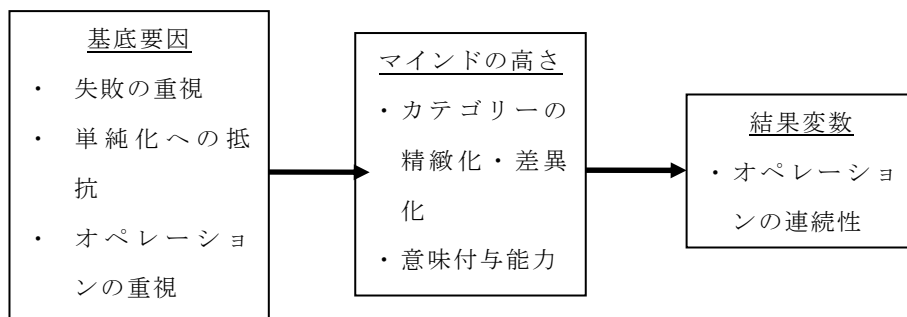 基底要因
・ 失敗の重視
・ 単純化への抵
抗
・ オペレーショ
ンの重視
マインドの高さ
・カテゴリーの
精緻化・差異
化
・意味付与能力
結果変数
・オペレーショ
ンの連続性